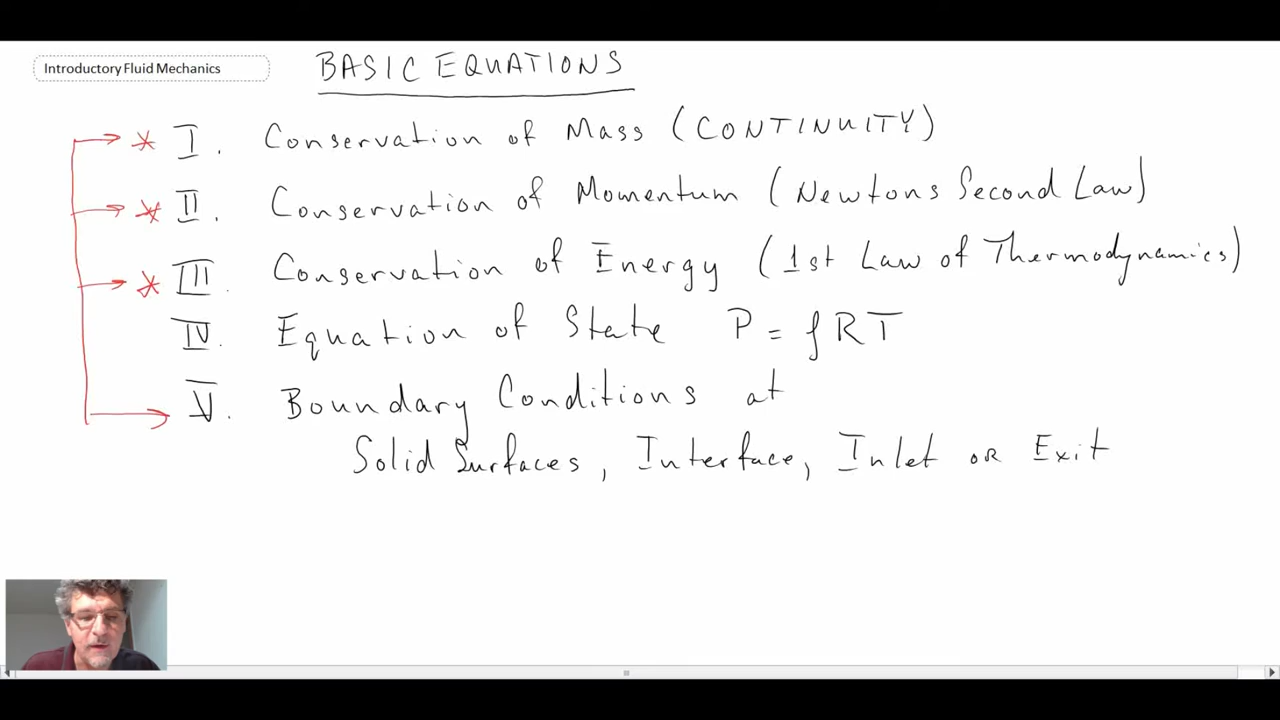 Introductory Fluid Mechanics
BASIC EQUATIONS
* I. Conservation of Mass (CONTINUITY)
* II. Conservation of Momentum (Newtons Second Law)
* III. Conservation of Energy (1st Law of Thermodynamics)
IV. Equation of State P = ρRT
V. Boundary Conditions at
Solid Surfaces, Interface, Inlet OR Exit